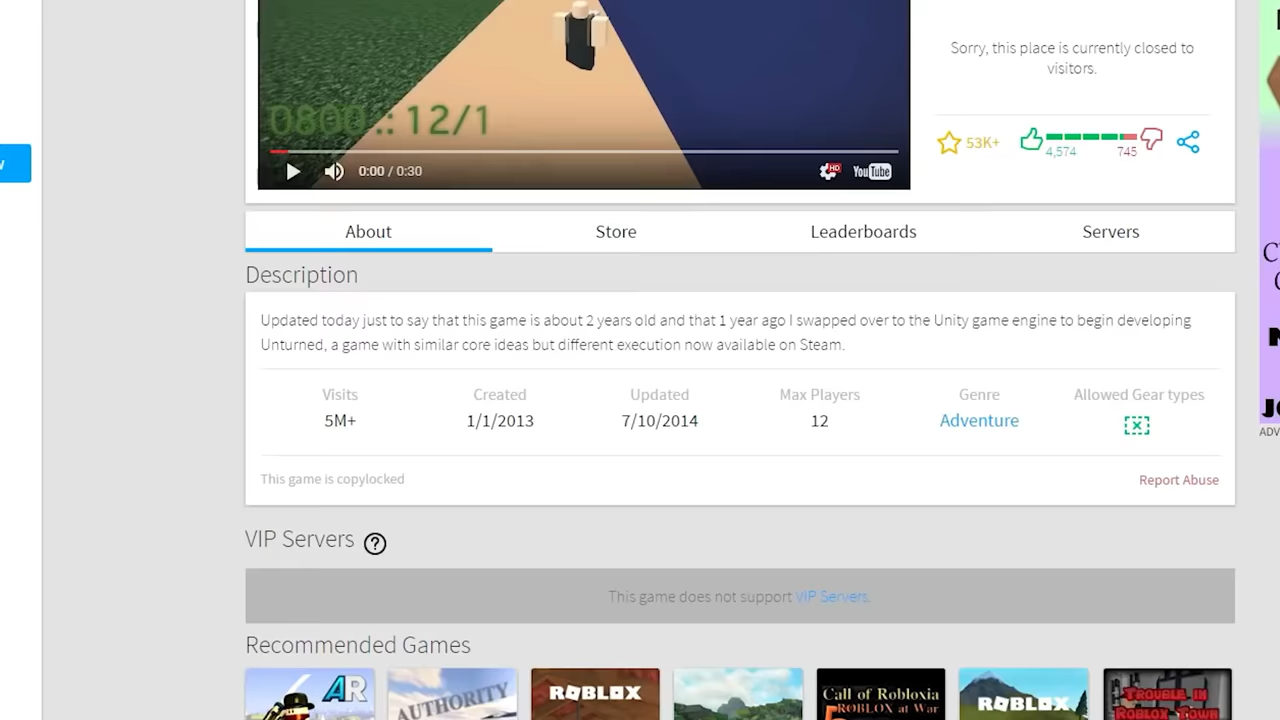 Sorry, this place is currently closed to
visitors.
0800 :: 12/1
53K+
4,574
745
0:00 / 0:30
HD
YouTube
About
Store
Leaderboards
Servers
Description
Updated today just to say that this game is about 2 years old and that 1 year ago I swapped over to the Unity game engine to begin developing
Unturned, a game with similar core ideas but different execution now available on Steam.
Visits
Created
Updated
Max Players
Genre
Allowed Gear types
5M+
1/1/2013
7/10/2014
12
Adventure
This game is copylocked
Report Abuse
VIP Servers ?
This game does not support VIP Servers.
Recommended Games
AR
AUTHORITY
ROBLOX
Call of Robloxia
ROBLOX at War
5
ROBLOX
TROUBLE IN
ROBLOX TOWN